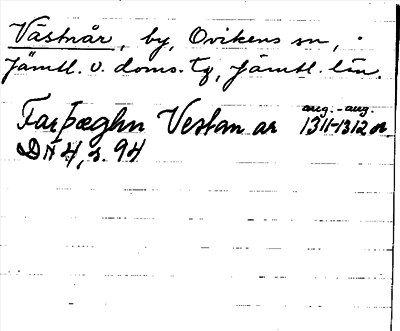 Västnår, by, Ovikens sn,
Jämtl. v. doms. tg, Jämtl. län.
Farþæghn Vestan ar aug.-aug. 1311-1312 or
DN 4, s. 94